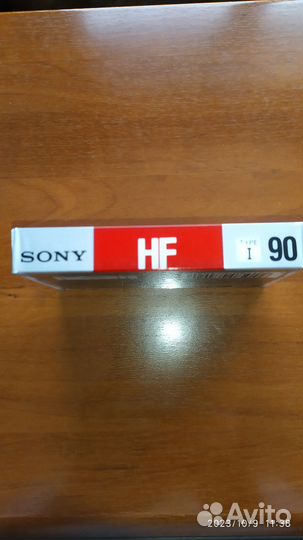 SONY HF TYPE I 90
2023/10/9 11:38
Avito